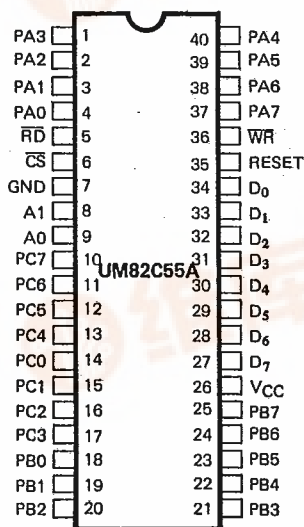 PA3 1 40 PA4
PA2 2 39 PA5
PA1 3 38 PA6
PA0 4 37 PA7
R̅D̅ 5 36 W̅R̅
C̅S̅ 6 35 RESET
GND 7 34 D₀
A1 8 33 D₁
A0 9 32 D₂
PC7 10 31 D₃
UM82C55A
PC6 11 30 D₄
PC5 12 29 D₅
PC4 13 28 D₆
PC0 14 27 D₇
PC1 15 26 VCC
PC2 16 25 PB7
PC3 17 24 PB6
PB0 18 23 PB5
PB1 19 22 PB4
PB2 20 21 PB3